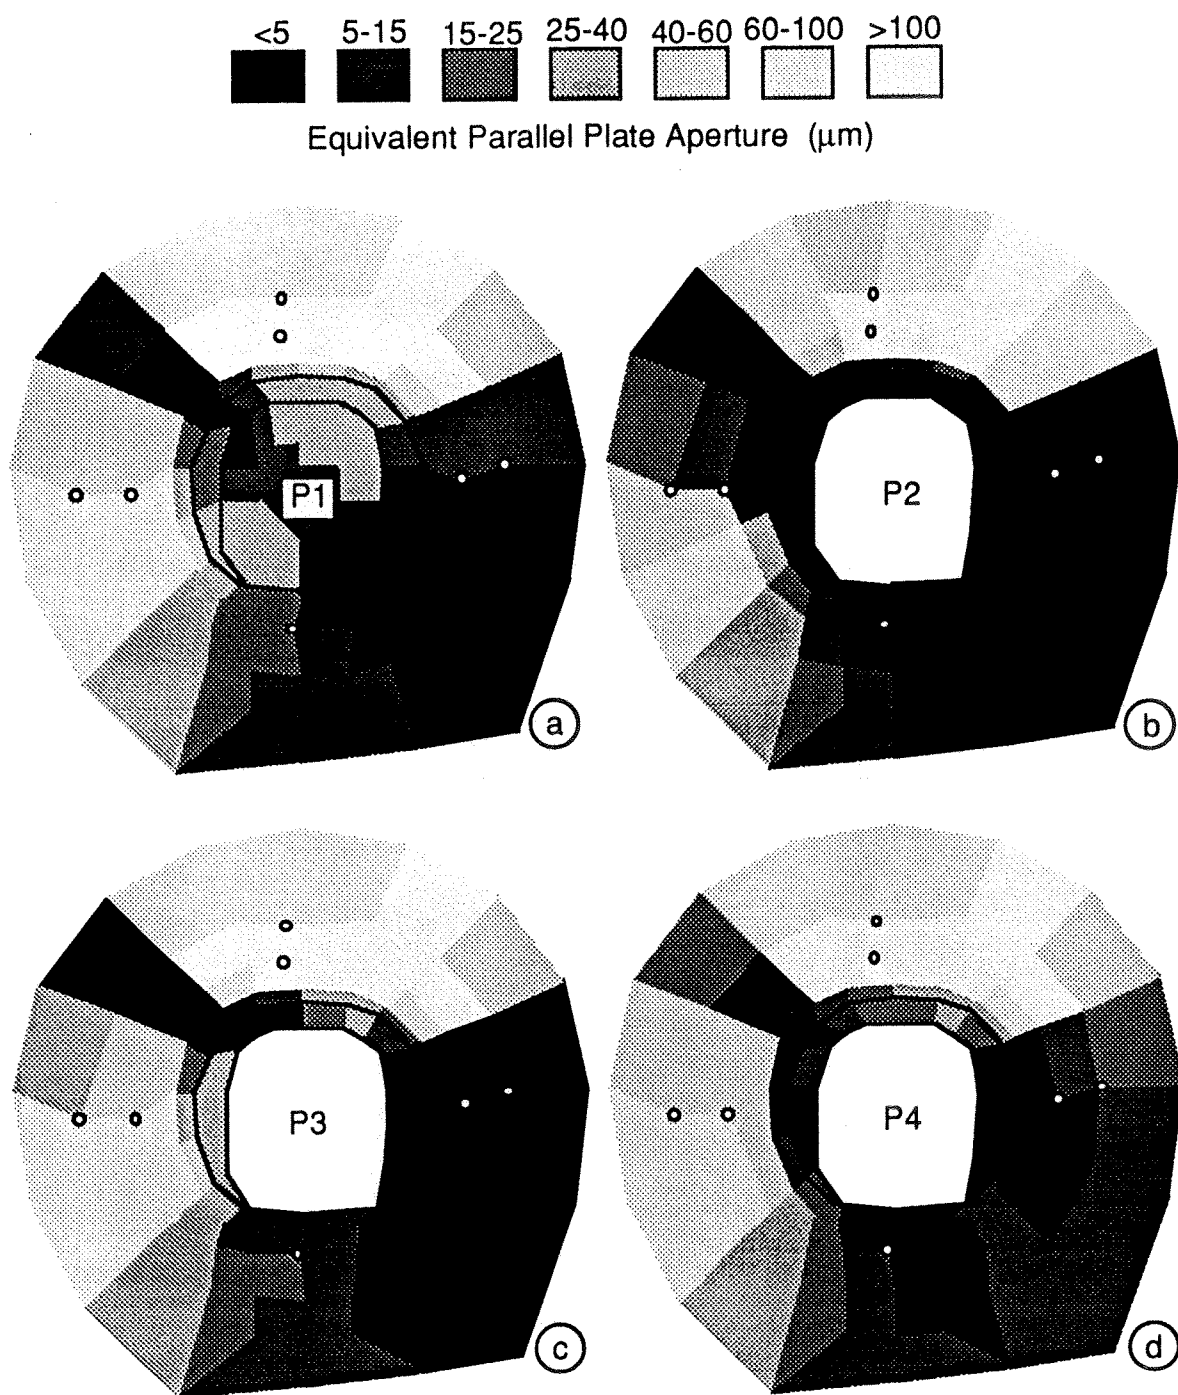 <5 5-15 15-25 25-40 40-60 60-100 >100
Equivalent Parallel Plate Aperture (μm)
P1
P2
a
b
P3
P4
c
d